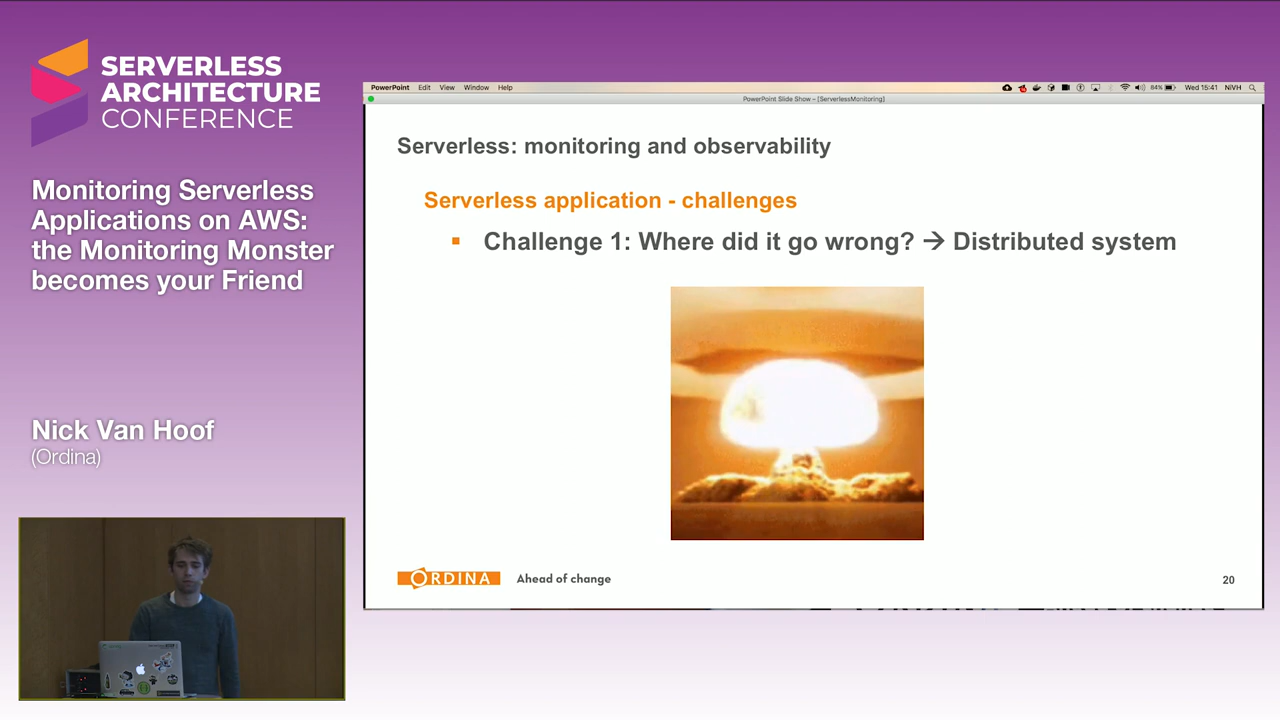 SERVERLESS
ARCHITECTURE
CONFERENCE
Monitoring Serverless
Applications on AWS:
the Monitoring Monster
becomes your Friend
Nick Van Hoof
(Ordina)
PowerPoint Edit View Window Help
84% Wed 15:41 NiVH
PowerPoint Slide Show - [ServerlessMonitoring]
Serverless: monitoring and observability
Serverless application - challenges
▪ Challenge 1: Where did it go wrong? → Distributed system
ORDINA Ahead of change
20